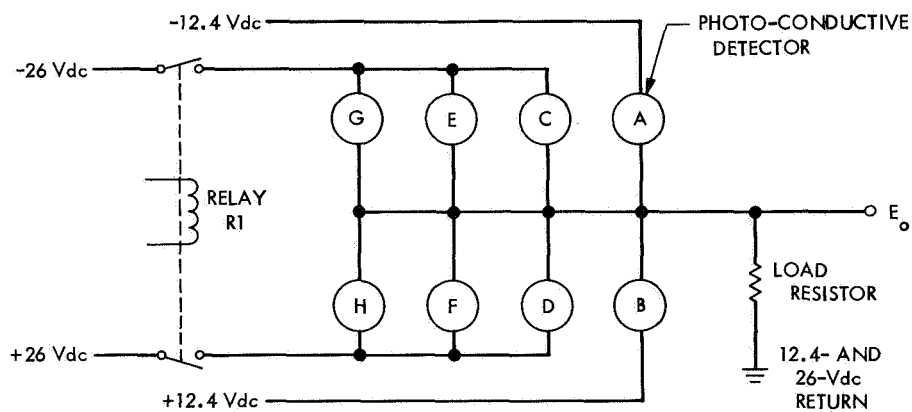 -12.4 Vdc
PHOTO-CONDUCTIVE
DETECTOR
-26 Vdc
G
E
C
A
RELAY
R1
E o
H
F
D
B
LOAD
RESISTOR
+26 Vdc
+12.4 Vdc
12.4- AND
26-Vdc
RETURN